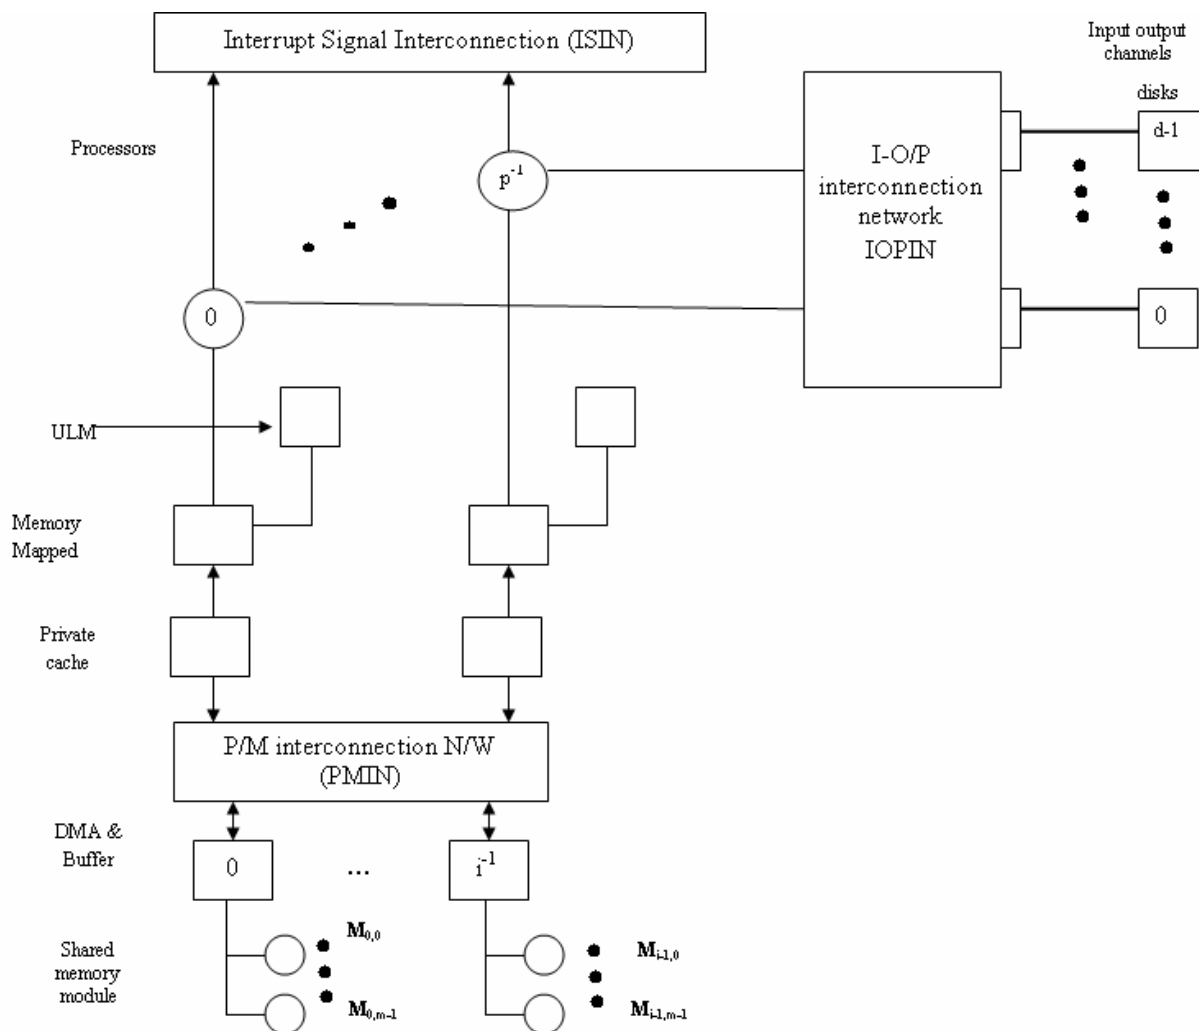 Interrupt Signal Interconnection (ISIN)
Input output
channels
disks
d-1
Processors
p⁻¹
I-O/P
interconnection
network
IOPIN
0
0
ULM
Memory
Mapped
Private
cache
P/M interconnection N/W
(PMIN)
DMA &
Buffer
0
...
i⁻¹
Shared
memory
module
M0,0
Mi-1,0
M0,m-1
Mi-1,m-1